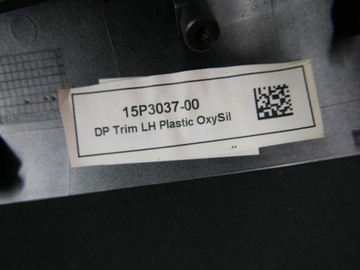 15P3037-00
DP Trim LH Plastic OxySil